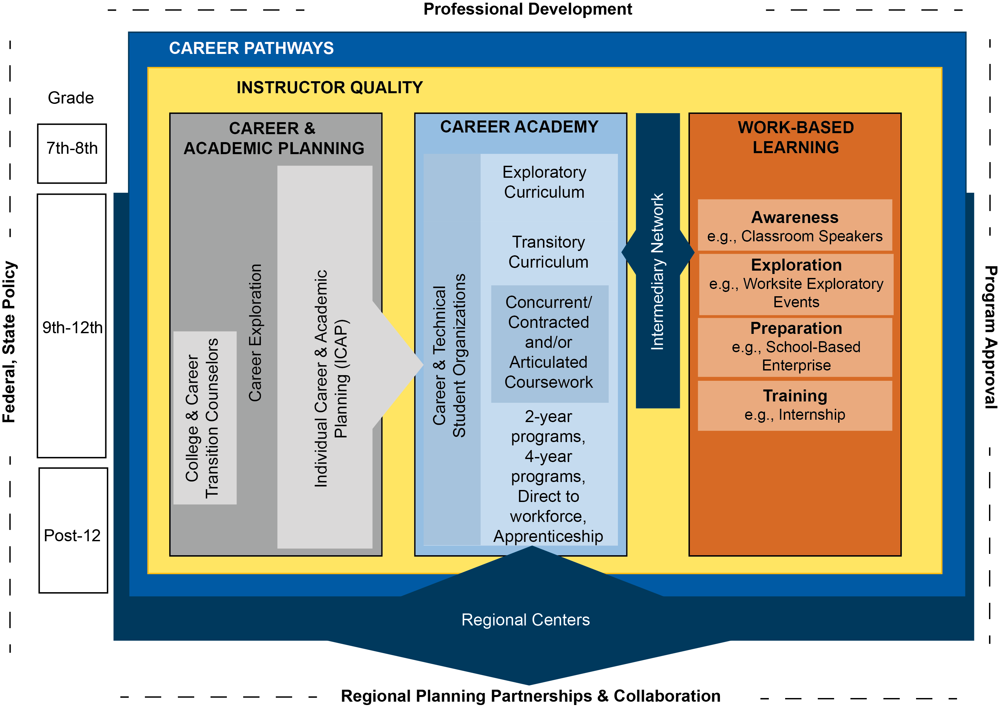 Professional Development
CAREER PATHWAYS
INSTRUCTOR QUALITY
Grade
7th-8th
9th-12th
Post-12
Federal, State Policy
CAREER &
ACADEMIC PLANNING
College & Career
Transition Counselors
Career Exploration
Individual Career & Academic
Planning (ICAP)
CAREER ACADEMY
Career & Technical
Student Organizations
Exploratory
Curriculum
Transitory
Curriculum
Concurrent/
Contracted
and/or
Articulated
Coursework
2-year
programs,
4-year
programs,
Direct to
workforce,
Apprenticeship
Intermediary Network
WORK-BASED
LEARNING
Awareness
e.g., Classroom Speakers
Exploration
e.g., Worksite Exploratory
Events
Preparation
e.g., School-Based
Enterprise
Training
e.g., Internship
Program Approval
Regional Centers
Regional Planning Partnerships & Collaboration